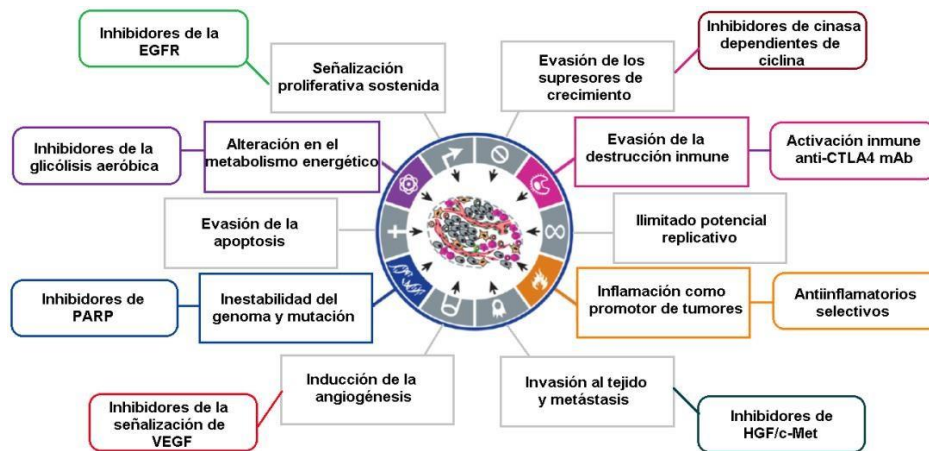 Inhibidores de la
EGFR
Señalización
proliferativa sostenida
Evasión de los
supresores de
crecimiento
Inhibidores de cinasa
dependientes de
ciclina
Inhibidores de la
glicólisis aeróbica
Alteración en el
metabolismo energético
Evasión de la
destrucción inmune
Activación inmune
anti-CTLA4 mAb
Evasión de la
apoptosis
Ilimitado potencial
replicativo
Inhibidores de
PARP
Inestabilidad del
genoma y mutación
Inflamación como
promotor de tumores
Antiinflamatorios
selectivos
Inducción de la
angiogénesis
Invasión al tejido
y metástasis
Inhibidores de la
señalización de
VEGF
Inhibidores de
HGF/c-Met